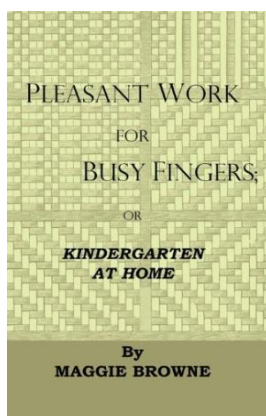 PLEASANT WORK
FOR
BUSY FINGERS;
OR
KINDERGARTEN
AT HOME
By
MAGGIE BROWNE